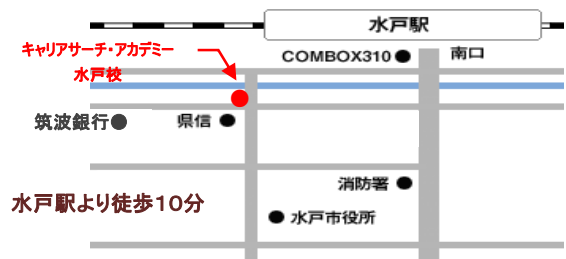 水戸駅
キャリアサーチ・アカデミー
水戸校
COMBOX310
南口
筑波銀行
県信
消防署
水戸駅より徒歩10分
水戸市役所